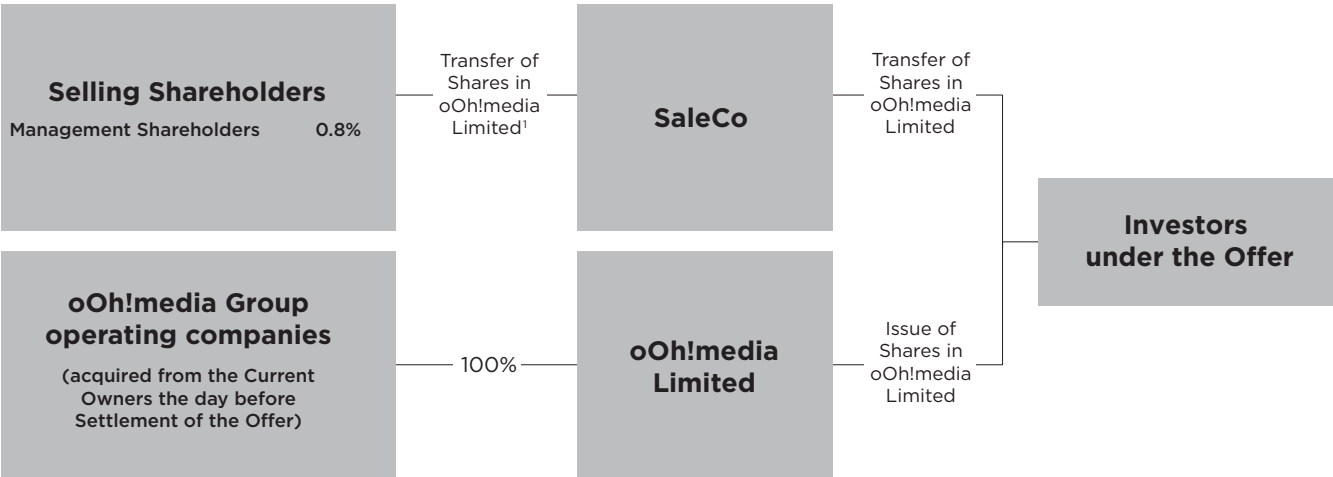 Selling Shareholders
Management Shareholders 0.8%
Transfer of
Shares in
oOh!media
Limited¹
SaleCo
Transfer of
Shares in
oOh!media
Limited
Investors
under the Offer
oOh!media Group
operating companies
(acquired from the Current
Owners the day before
Settlement of the Offer)
100%
oOh!media
Limited
Issue of
Shares in
oOh!media
Limited